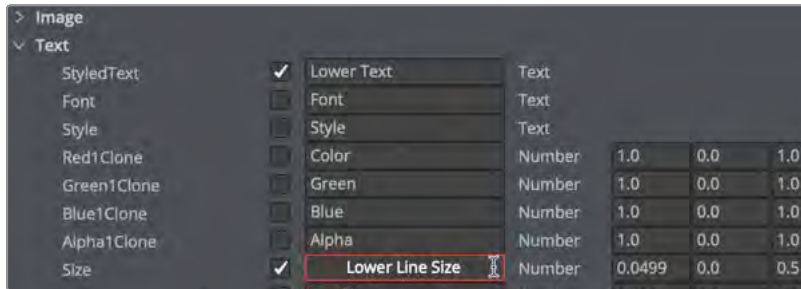 > Image
Text
StyledText ✓ Lower Text Text
Font Font Text
Style Style Text
Red1Clone Color Number 1.0 0.0 1.0
Green1Clone Green Number 1.0 0.0 1.0
Blue1Clone Blue Number 1.0 0.0 1.0
Alpha1Clone Alpha Number 1.0 0.0 1.0
Size ✓ Lower Line Size Number 0.0499 0.0 0.5